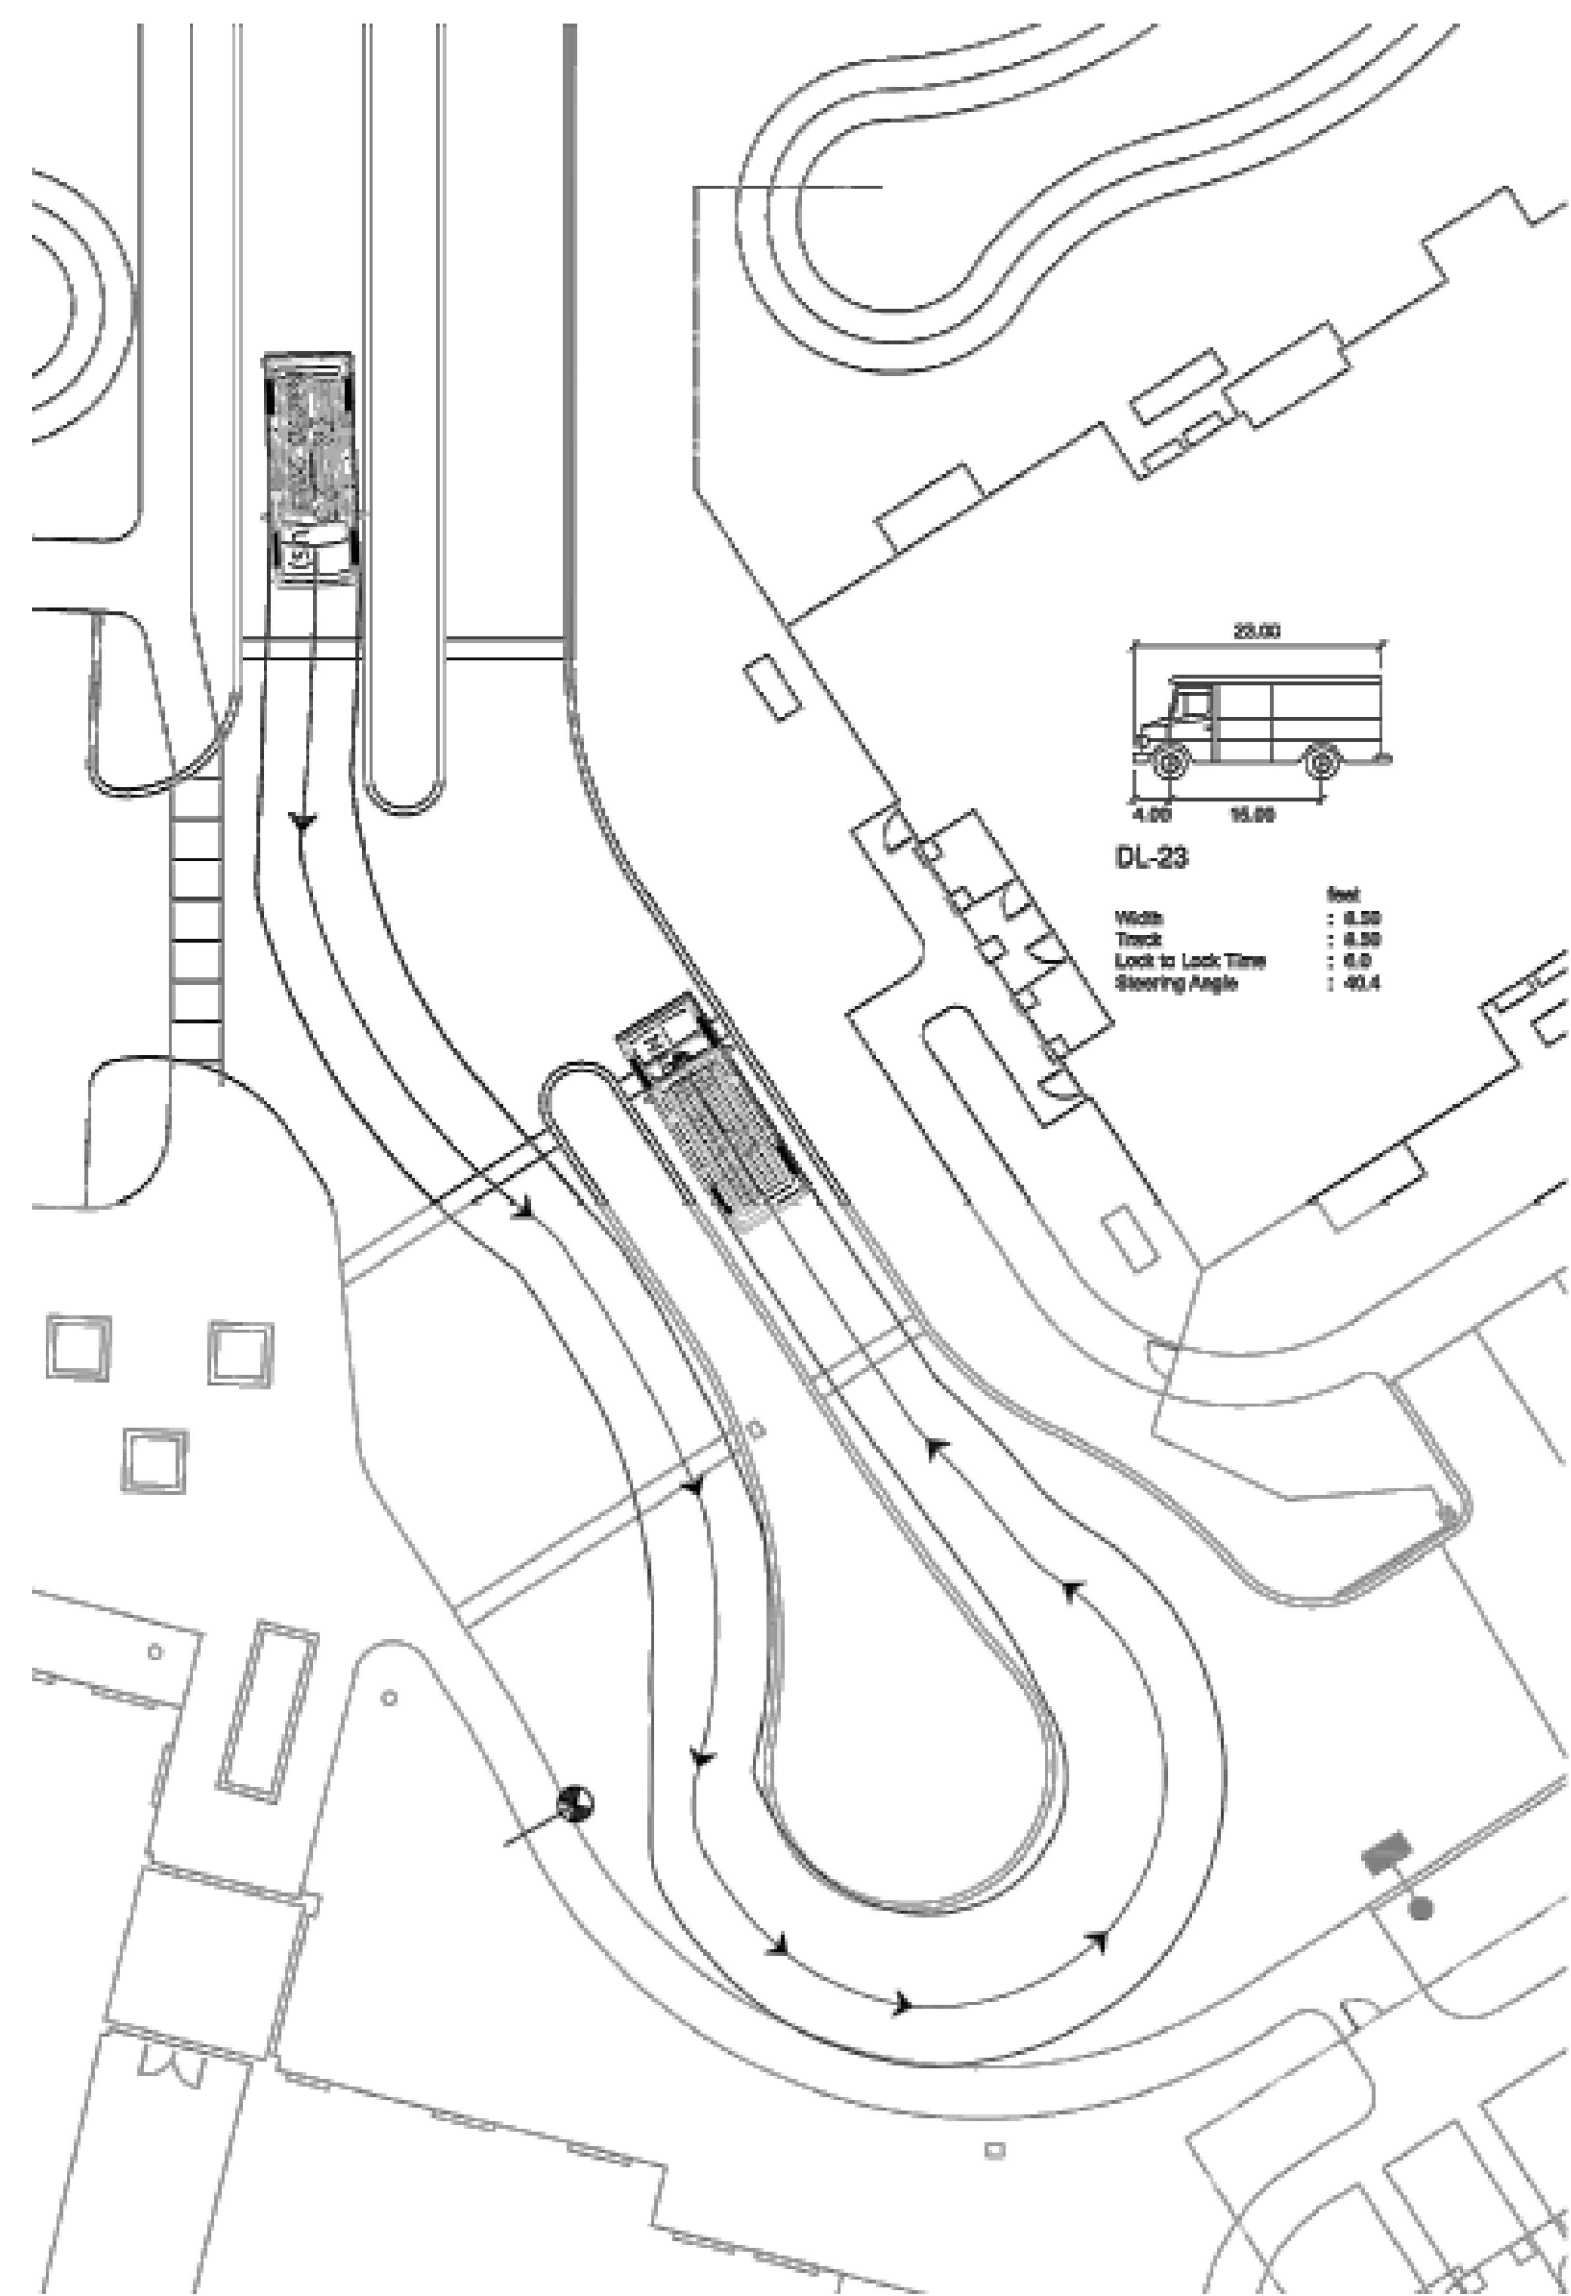 23.00
4.00 15.00
DL-23
feet
Width : 8.50
Track : 8.50
Lock to Lock Time : 6.0
Steering Angle : 40.4